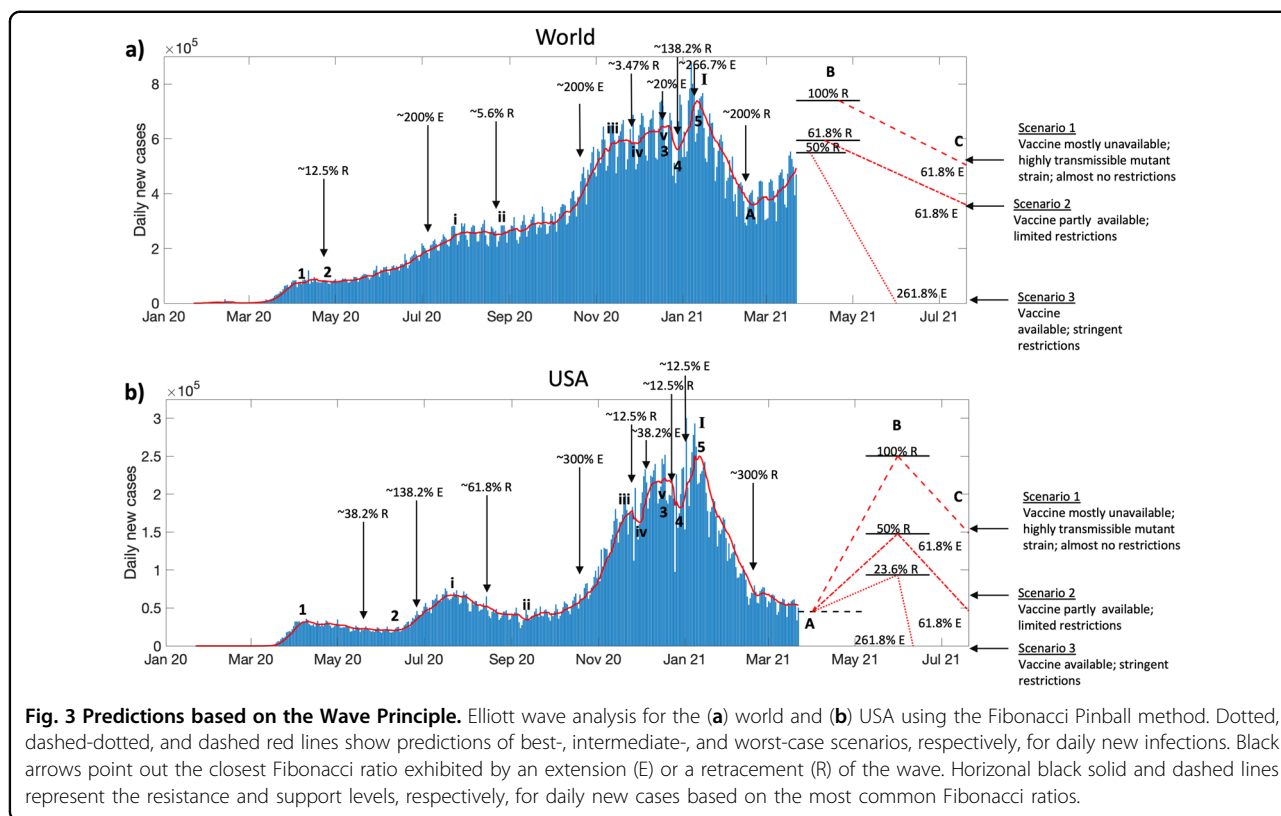 World
a)
×10⁵
Daily new cases
8
6
4
2
0
Jan 20 Mar 20 May 20 Jul 20 Sep 20 Nov 20 Jan 21 Mar 21 May 21 Jul 21
~12.5% R
~200% E
~5.6% R
~200% E
~3.47% R
~20% E
~138.2% R
~266.7% E
~200% R
1
2
i
ii
iii
iv
v
3
4
I
5
A
B
100% R
61.8% R
50% R
C
61.8% E
61.8% E
261.8% E
Scenario 1
Vaccine mostly unavailable;
highly transmissible mutant
strain; almost no restrictions
Scenario 2
Vaccine partly available;
limited restrictions
Scenario 3
Vaccine
available; stringent
restrictions
USA
b)
×10⁵
Daily new cases
3
2.5
2
1.5
1
0.5
0
Jan 20 Mar 20 May 20 Jul 20 Sep 20 Nov 20 Jan 21 Mar 21 May 21 Jul 21
~38.2% R
~138.2% E
~61.8% R
~300% E
~12.5% R
~38.2% E
~12.5% R
~12.5% E
~300% R
1
2
i
ii
iii
iv
v
3
4
I
5
A
B
100% R
50% R
23.6% R
C
61.8% E
61.8% E
261.8% E
Scenario 1
Vaccine mostly unavailable;
highly transmissible mutant
strain; almost no restrictions
Scenario 2
Vaccine partly available;
limited restrictions
Scenario 3
Vaccine available; stringent
restrictions
Fig. 3 Predictions based on the Wave Principle. Elliott wave analysis for the (a) world and (b) USA using the Fibonacci Pinball method. Dotted,
dashed-dotted, and dashed red lines show predictions of best-, intermediate-, and worst-case scenarios, respectively, for daily new infections. Black
arrows point out the closest Fibonacci ratio exhibited by an extension (E) or a retracement (R) of the wave. Horizonal black solid and dashed lines
represent the resistance and support levels, respectively, for daily new cases based on the most common Fibonacci ratios.